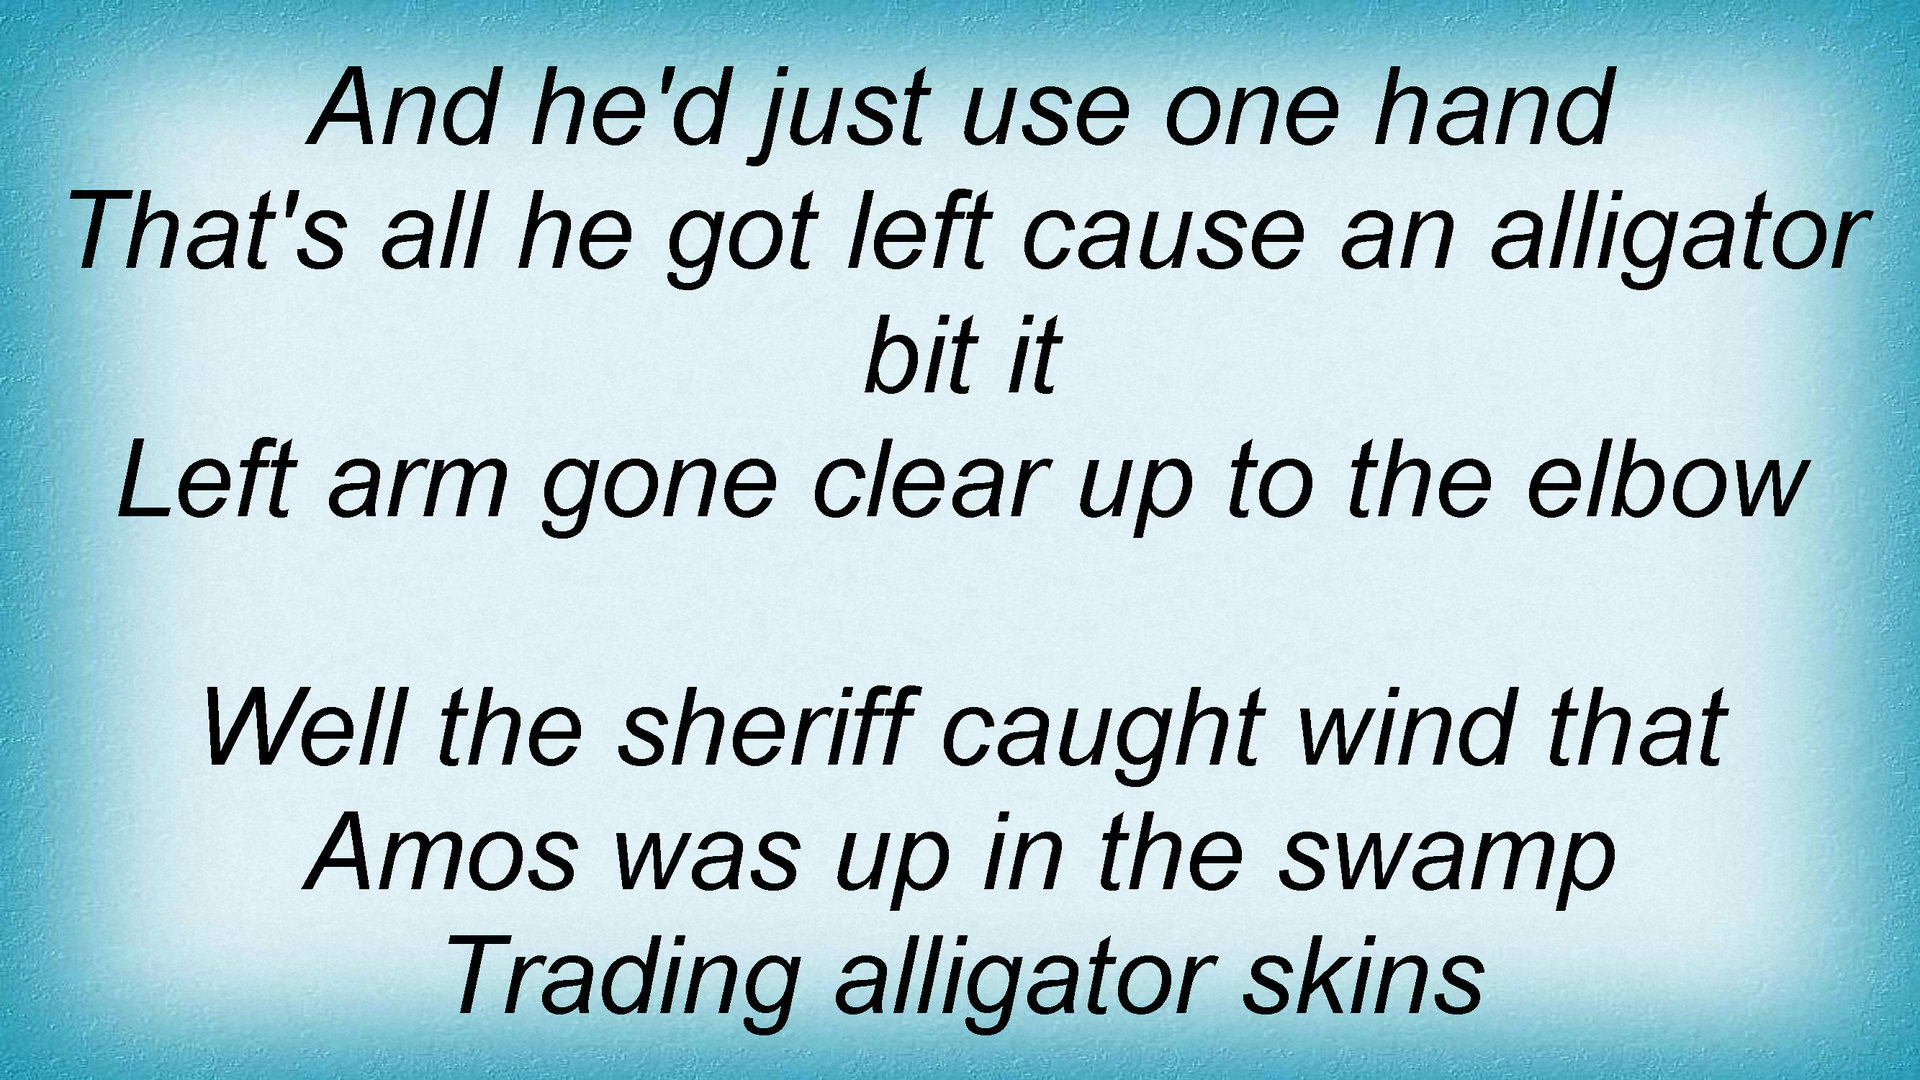 And he'd just use one hand
That's all he got left cause an alligator
bit it
Left arm gone clear up to the elbow
Well the sheriff caught wind that
Amos was up in the swamp
Trading alligator skins